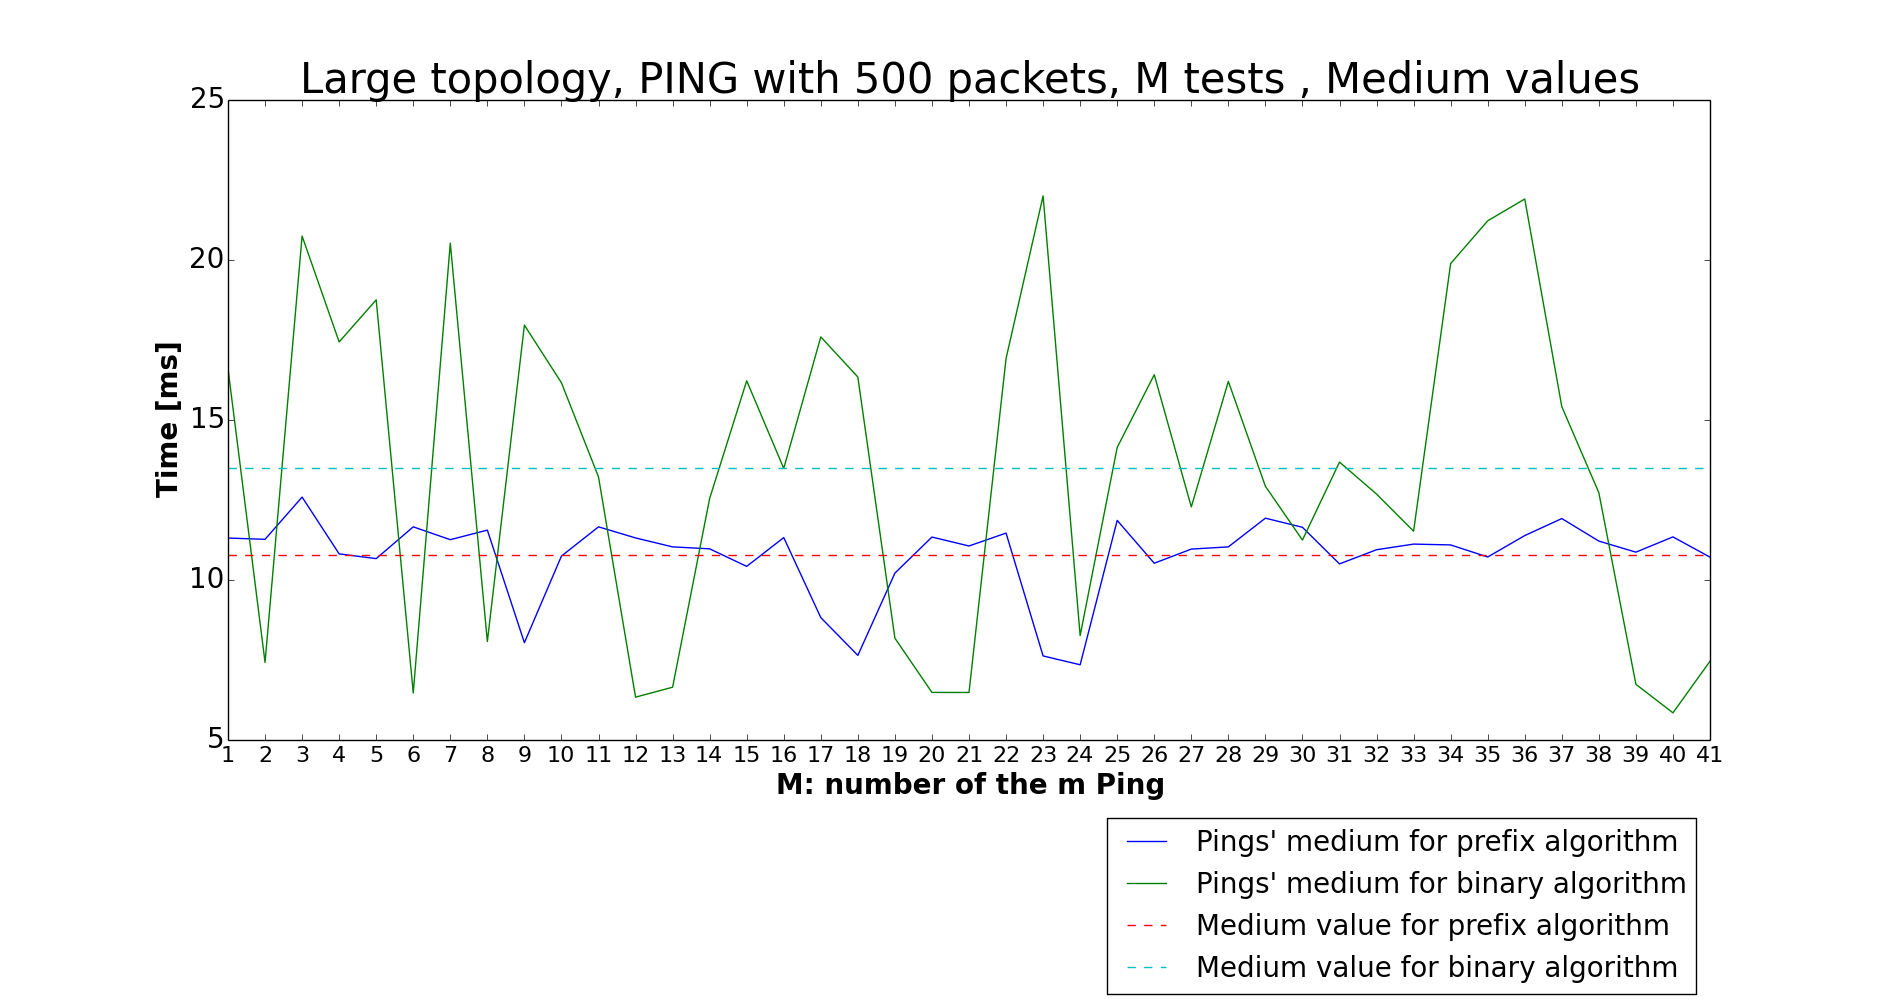 Large topology, PING with 500 packets, M tests , Medium values
25
20
15
10
5
Time [ms]
1 2 3 4 5 6 7 8 9 10 11 12 13 14 15 16 17 18 19 20 21 22 23 24 25 26 27 28 29 30 31 32 33 34 35 36 37 38 39 40 41
M: number of the m Ping
Pings' medium for prefix algorithm
Pings' medium for binary algorithm
Medium value for prefix algorithm
Medium value for binary algorithm